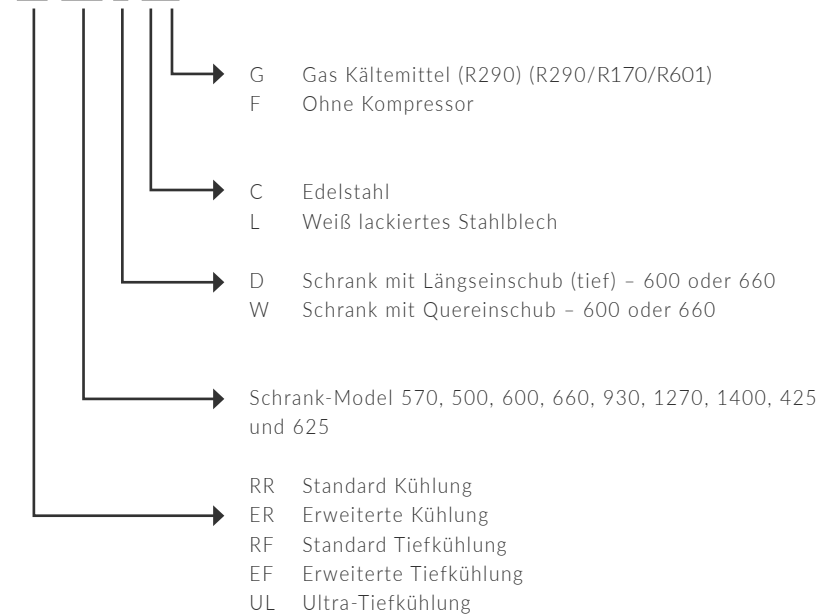 G Gas Kältemittel (R290) (R290/R170/R601)
F Ohne Kompressor
C Edelstahl
L Weiß lackiertes Stahlblech
D Schrank mit Längseinschub (tief) – 600 oder 660
W Schrank mit Quereinschub – 600 oder 660
Schrank-Model 570, 500, 600, 660, 930, 1270, 1400, 425
und 625
RR Standard Kühlung
ER Erweiterte Kühlung
RF Standard Tiefkühlung
EF Erweiterte Tiefkühlung
UL Ultra-Tiefkühlung